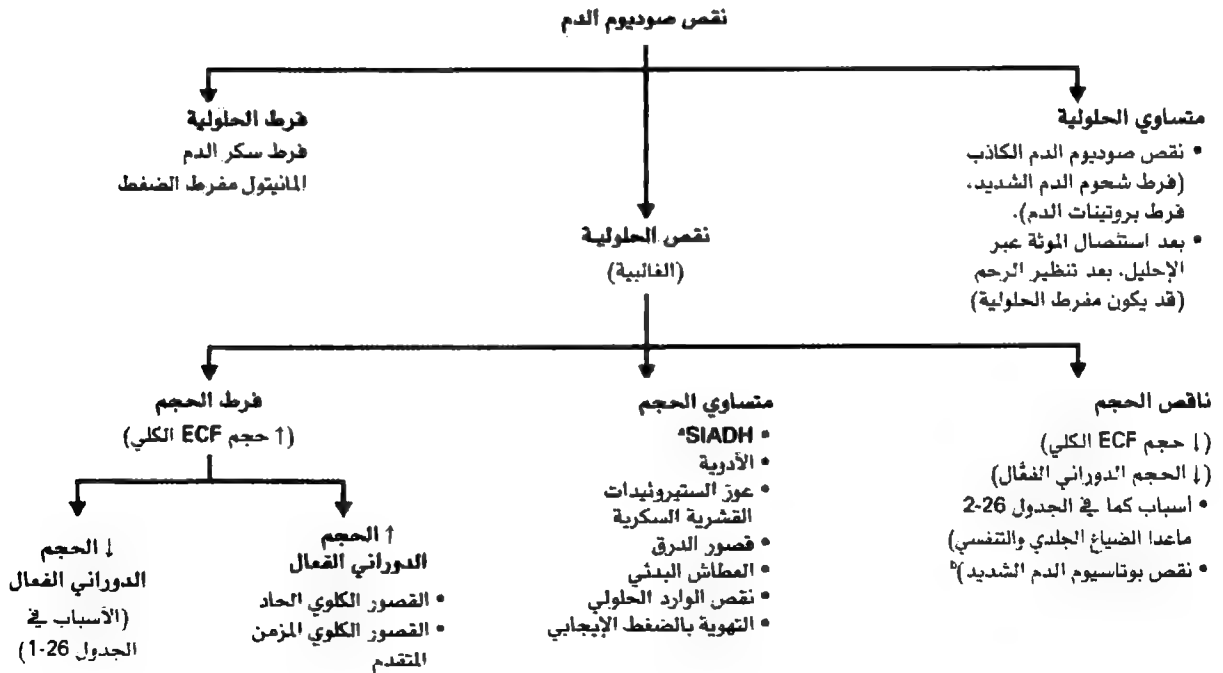 نقص صوديوم الدم
متساوي الحلولية
• نقص صوديوم الدم الكاذب
(فرط شحوم الدم الشديد،
فرط بروتينات الدم).
• بعد استئصال الموثة عبر
الإحليل، بعد تنظير الرحم
(قد يكون مفرط الحلولية)
نقص الحلولية
(الغالبية)
فرط الحلولية
فرط سكر الدم
المانيتول مفرط الضغط
ناقص الحجم
(↓ حجم ECF الكلي)
(↓ الحجم الدوراني الفعّال)
• أسباب كما في الجدول 26-2
ماعدا الضياع الجلدي والتنفسي)
• نقص بوتاسيوم الدم الشديد)b
متساوي الحجم
• SIADHa
• الأدوية
• عوز الستيروئيدات
القشرية السكرية
• قصور الدرق
• العطاش البدئي
• نقص الوارد الحلولي
• التهوية بالضغط الإيجابي
فرط الحجم
(↑ حجم ECF الكلي)
↑ الحجم
الدوراني الفعال
• القصور الكلوي الحاد
• القصور الكلوي المزمن
المتقدم
↓ الحجم
الدوراني الفعال
(الأسباب في
الجدول 26-1)